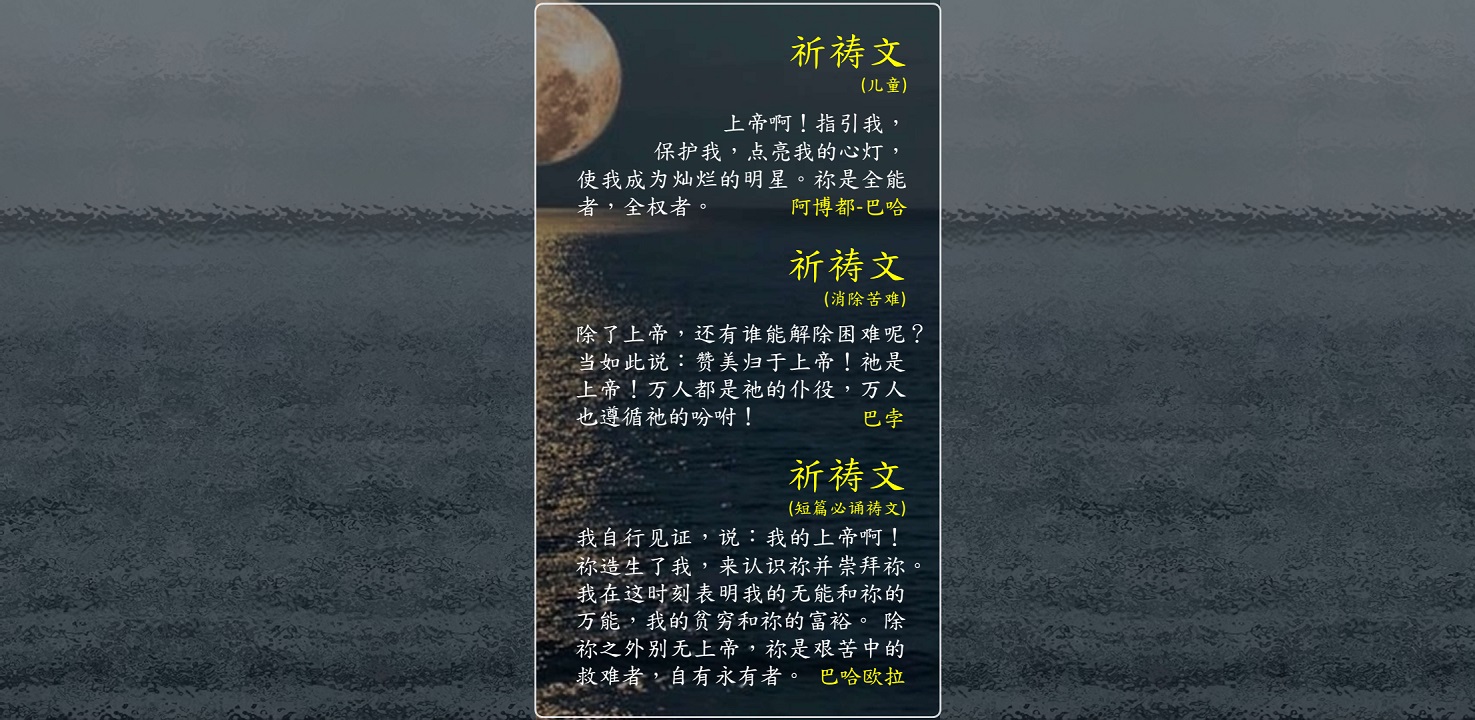 祈祷文
(儿童)
上帝啊！指引我，
保护我，点亮我的心灯，
使我成为灿烂的明星。祢是全能
者，全权者。 阿博都-巴哈
祈祷文
(消除苦难)
除了上帝，还有谁能解除困难呢？
当如此说：赞美归于上帝！祂是
上帝！万人都是祂的仆役，万人
也遵循祂的吩咐！ 巴孛
祈祷文
(短篇必诵祷文)
我自行见证，说：我的上帝啊！
祢造生了我，来认识祢并崇拜祢。
我在这时刻表明我的无能和祢的
万能，我的贫穷和祢的富裕。 除
祢之外别无上帝，祢是艰苦中的
救难者，自有永有者。 巴哈欧拉